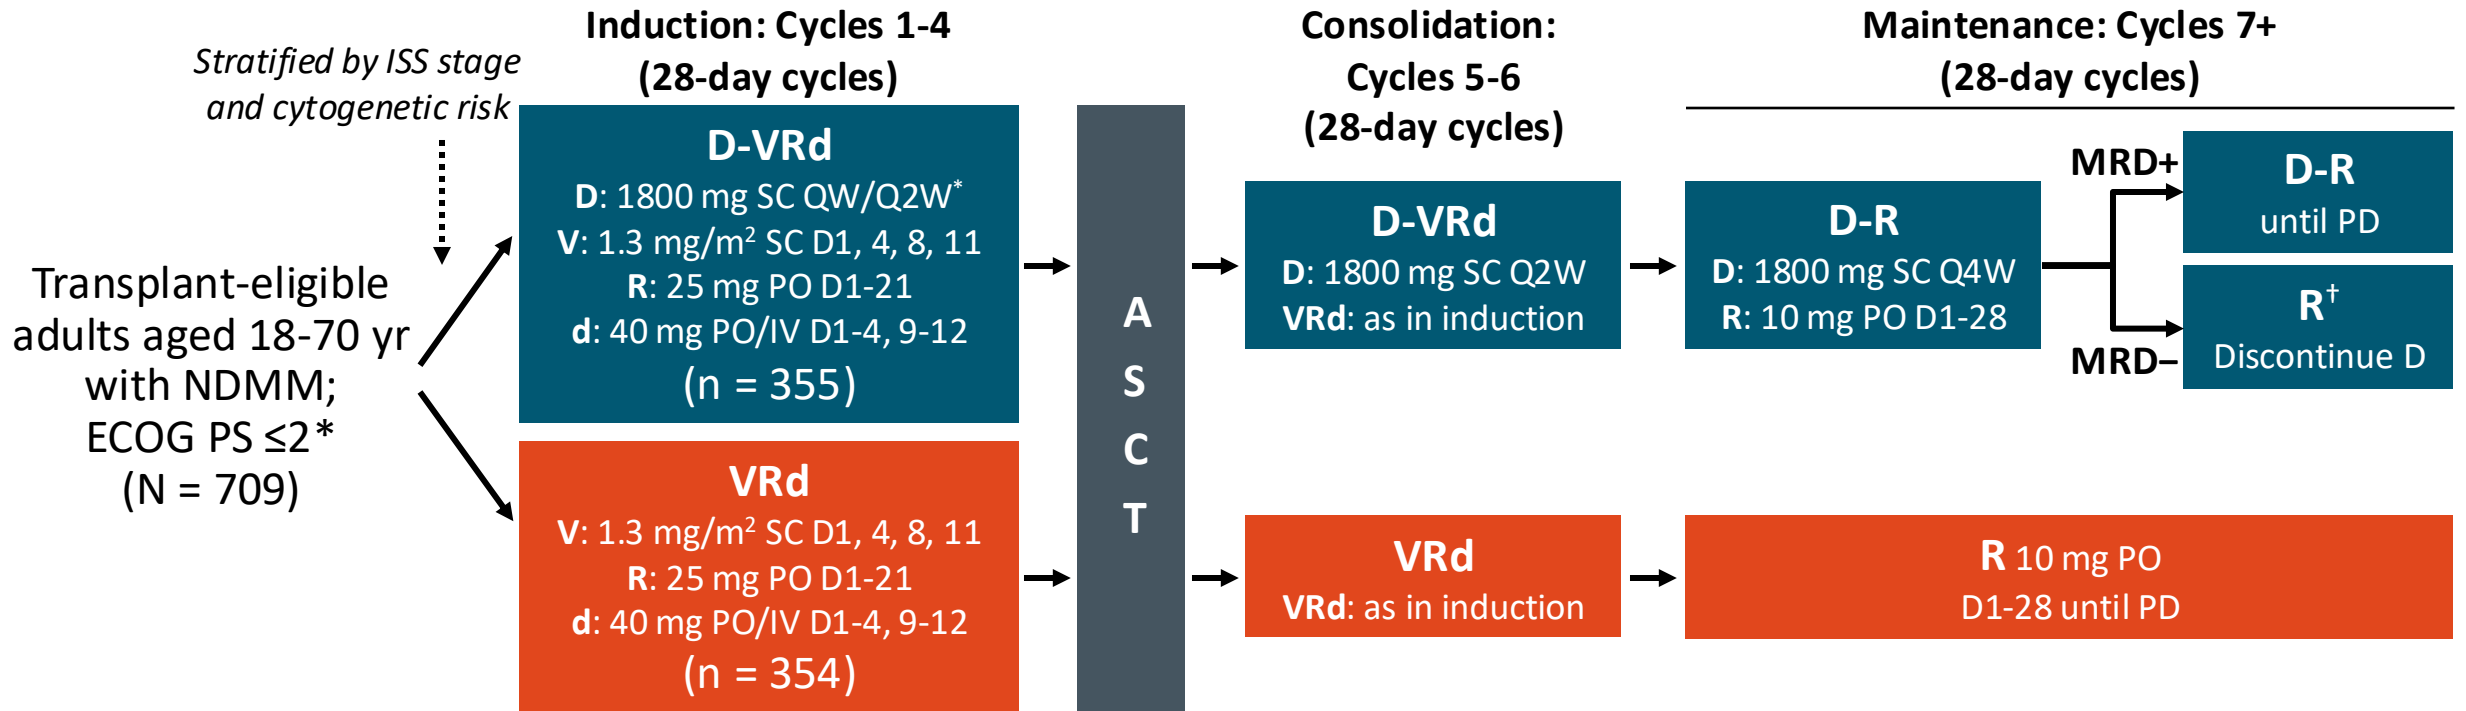 Stratified by ISS stage
and cytogenetic risk
Transplant-eligible
adults aged 18-70 yr
with NDMM;
ECOG PS ≤2*
(N = 709)
Induction: Cycles 1-4
(28-day cycles)
D-VRd
D: 1800 mg SC QW/Q2W*
V: 1.3 mg/m² SC D1, 4, 8, 11
R: 25 mg PO D1-21
d: 40 mg PO/IV D1-4, 9-12
(n = 355)
VRd
V: 1.3 mg/m² SC D1, 4, 8, 11
R: 25 mg PO D1-21
d: 40 mg PO/IV D1-4, 9-12
(n = 354)
A
S
C
T
Consolidation:
Cycles 5-6
(28-day cycles)
D-VRd
D: 1800 mg SC Q2W
VRd: as in induction
VRd
VRd: as in induction
Maintenance: Cycles 7+
(28-day cycles)
D-R
D: 1800 mg SC Q4W
R: 10 mg PO D1-28
MRD+
D-R
until PD
MRD–
R†
Discontinue D
R 10 mg PO
D1-28 until PD